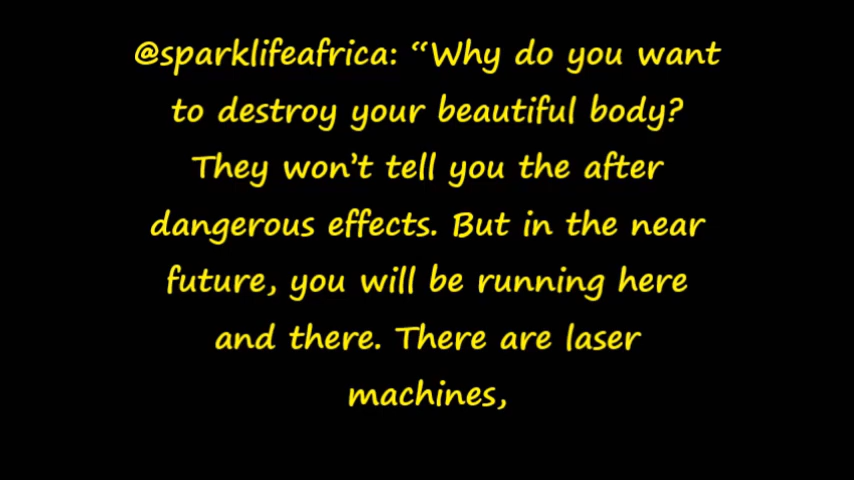 @sparklifeafrica: “Why do you want
to destroy your beautiful body?
They won’t tell you the after
dangerous effects. But in the near
future, you will be running here
and there. There are laser
machines,